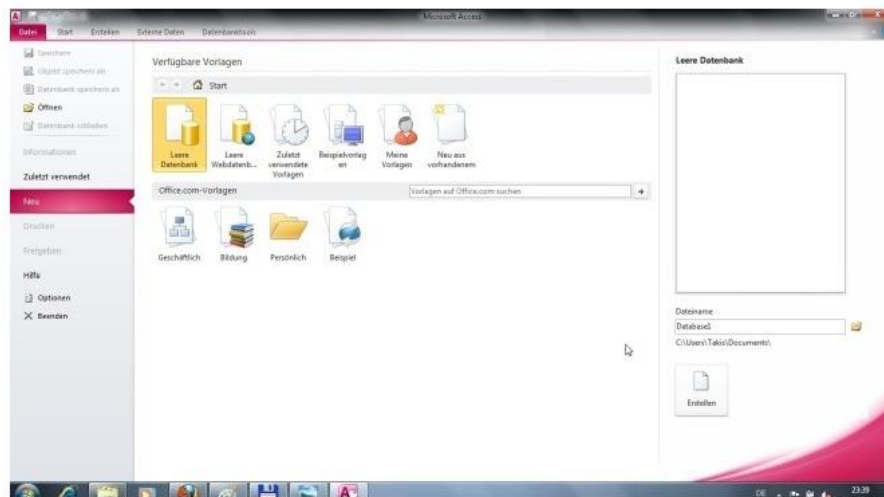 Microsoft Access
Datei Start Erstellen Externe Daten Datenbanktools
Speichern
Objekt speichern als
Datenbank speichern als
Öffnen
Datenbank schließen
Informationen
Zuletzt verwendet
Neu
Drucken
Freigeben
Hilfe
Optionen
Beenden
Verfügbare Vorlagen
Start
Leere
Datenbank
Leere
Webdatenb...
Zuletzt
verwendete
Vorlagen
Beispielvorlag
en
Meine
Vorlagen
Neu aus
vorhandenem
Office.com-Vorlagen
Vorlagen auf Office.com suchen
Geschäftlich Bildung Persönlich Beispiel
Leere Datenbank
Dateiname
Database1
C:\Users\Takis\Documents\
Erstellen
DE 23:39